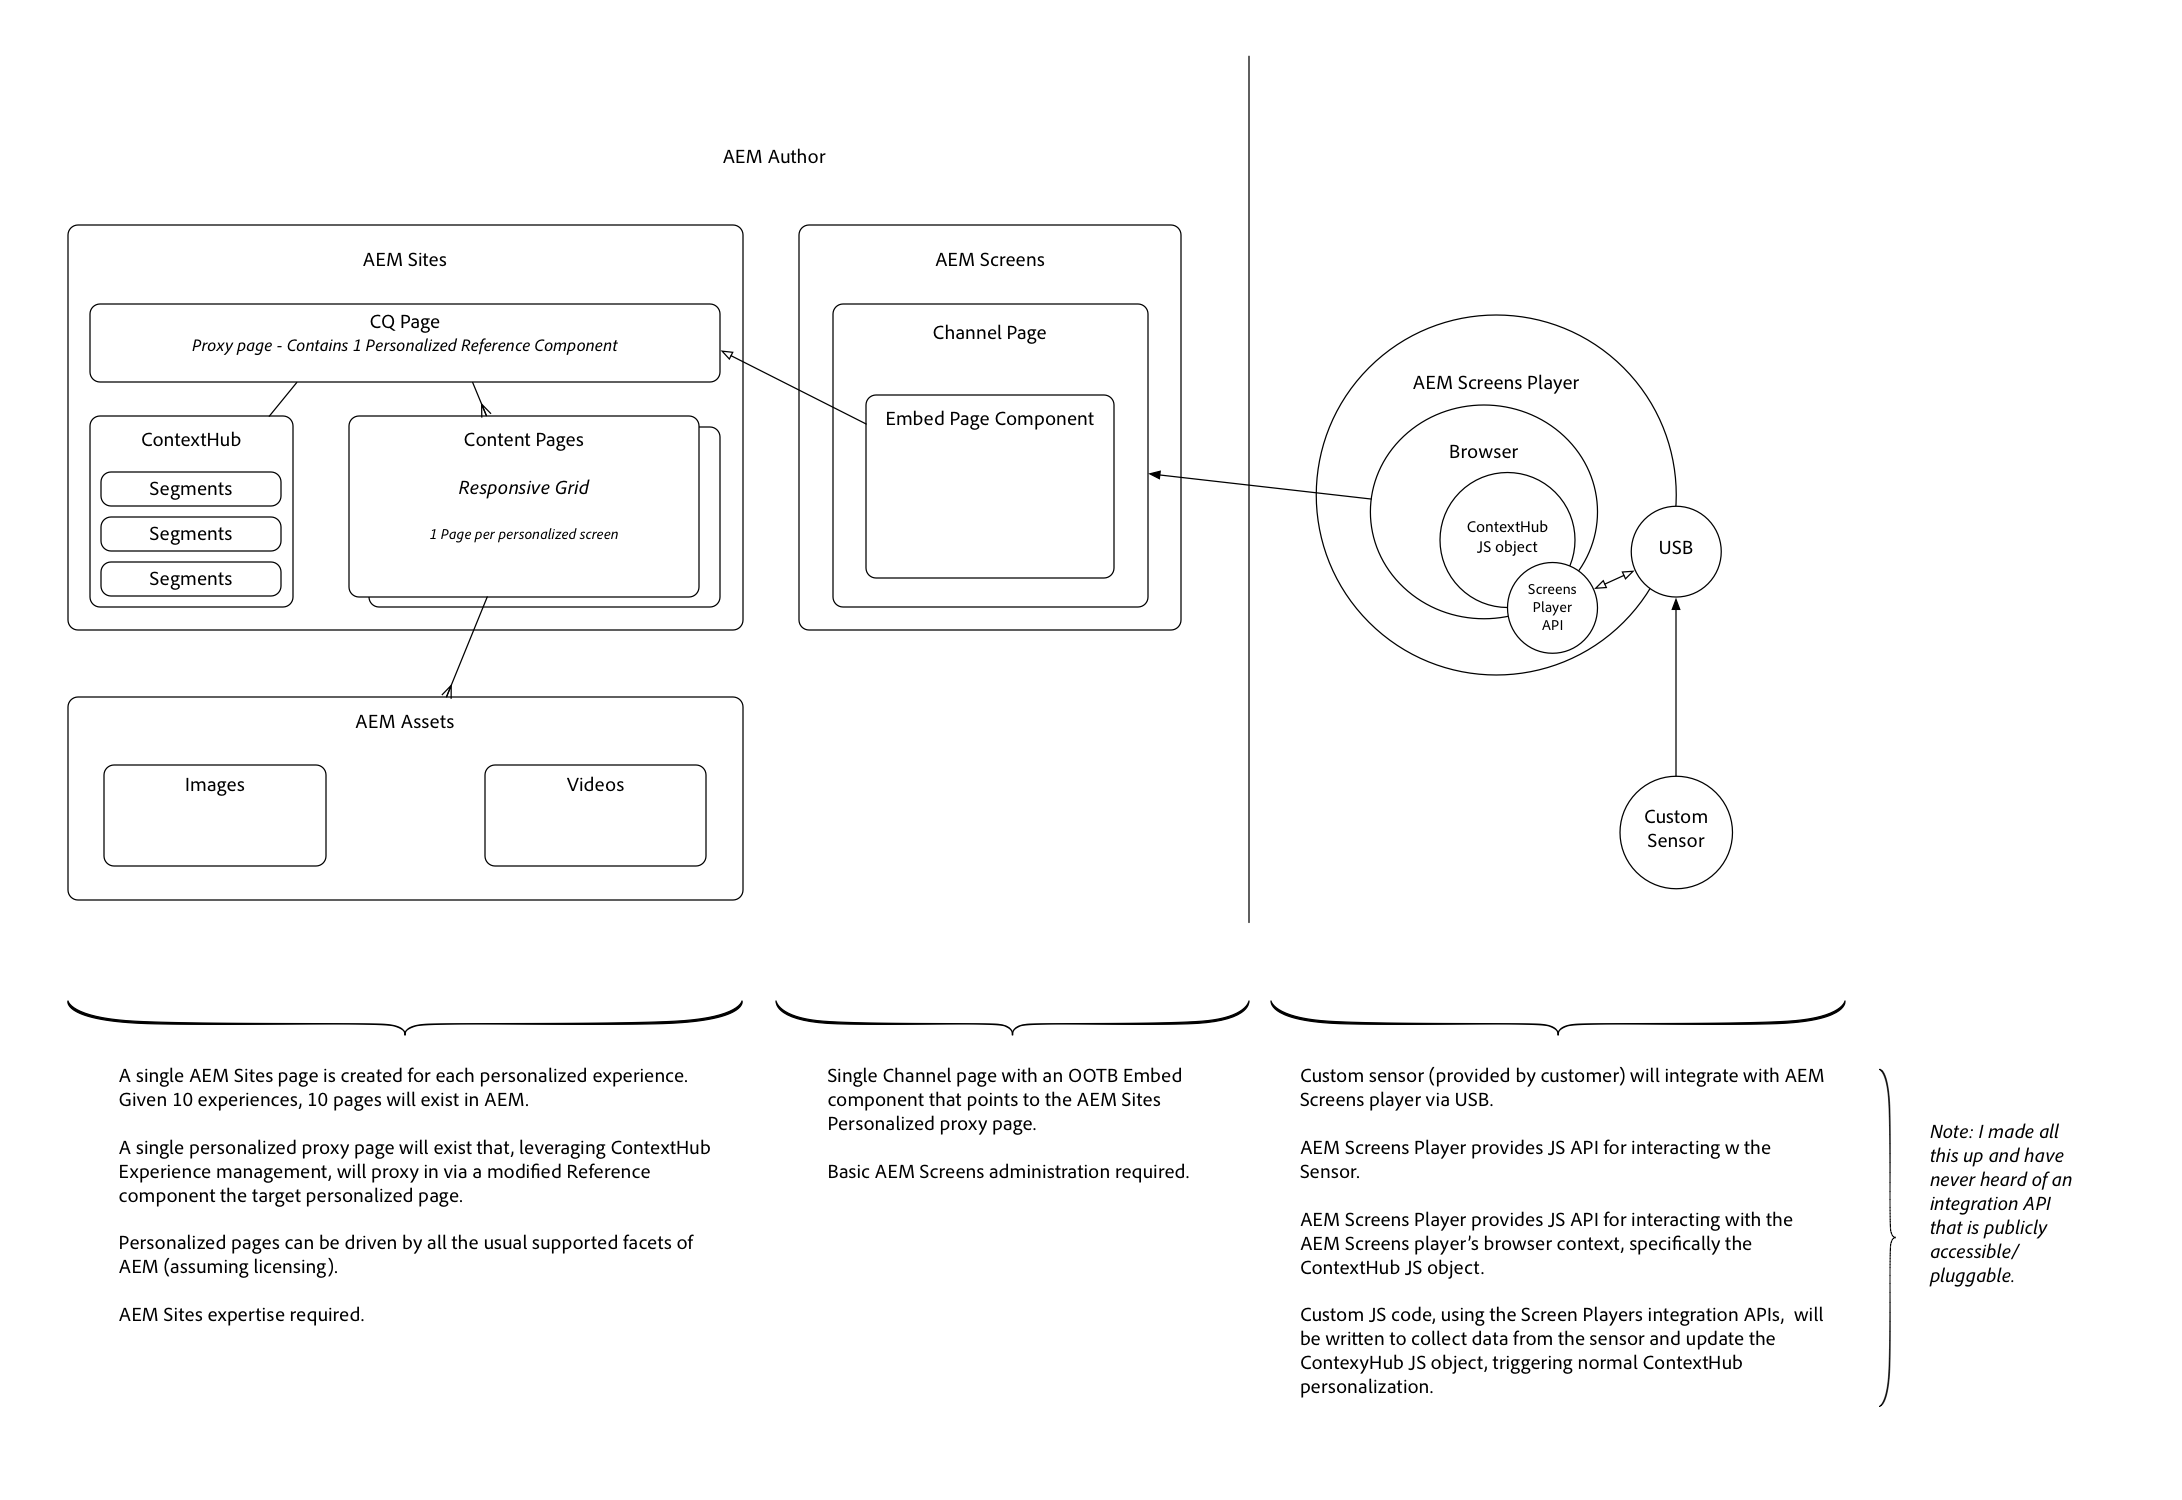 AEM Author
AEM Sites
CQ Page
Proxy page - Contains 1 Personalized Reference Component
ContextHub
Segments
Segments
Segments
Content Pages
Responsive Grid
1 Page per personalized screen
AEM Assets
Images
Videos
AEM Screens
Channel Page
Embed Page Component
AEM Screens Player
Browser
ContextHub
JS object
Screens
Player
API
USB
Custom
Sensor
A single AEM Sites page is created for each personalized experience.
Given 10 experiences, 10 pages will exist in AEM.
A single personalized proxy page will exist that, leveraging ContextHub
Experience management, will proxy in via a modified Reference
component the target personalized page.
Personalized pages can be driven by all the usual supported facets of
AEM (assuming licensing).
AEM Sites expertise required.
Single Channel page with an OOTB Embed
component that points to the AEM Sites
Personalized proxy page.
Basic AEM Screens administration required.
Custom sensor (provided by customer) will integrate with AEM
Screens player via USB.
AEM Screens Player provides JS API for interacting w the
Sensor.
AEM Screens Player provides JS API for interacting with the
AEM Screens player’s browser context, specifically the
ContextHub JS object.
Custom JS code, using the Screen Players integration APIs,  will
be written to collect data from the sensor and update the
ContexyHub JS object, triggering normal ContextHub
personalization.
Note: I made all
this up and have
never heard of an
integration API
that is publicly
accessible/
pluggable.